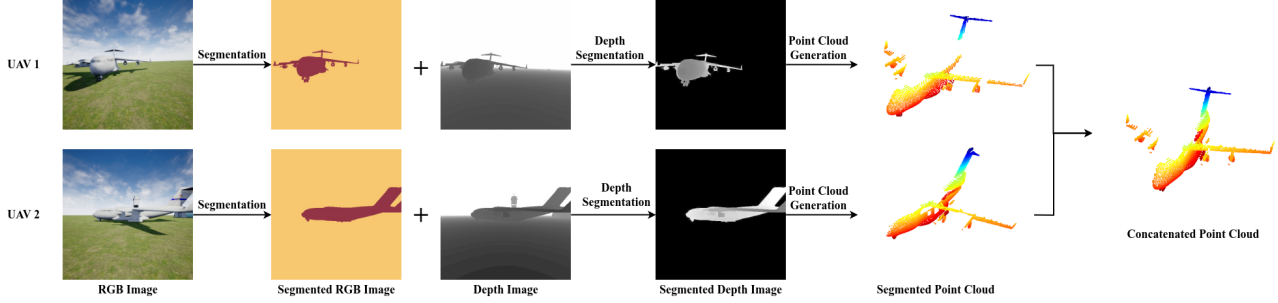 UAV 1
Segmentation
+
Depth
Segmentation
Point Cloud
Generation
UAV 2
Segmentation
+
Depth
Segmentation
Point Cloud
Generation
Concatenated Point Cloud
RGB Image
Segmented RGB Image
Depth Image
Segmented Depth Image
Segmented Point Cloud